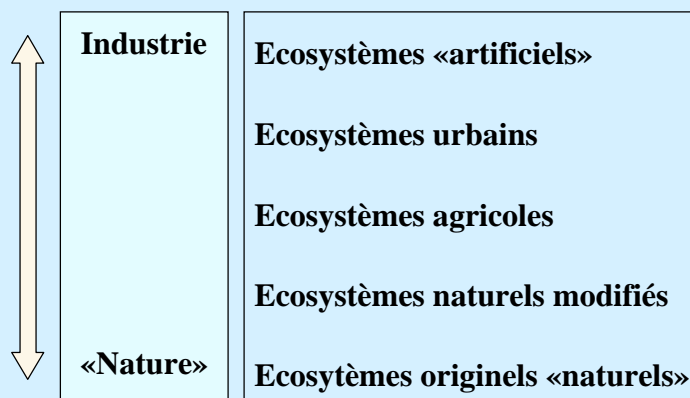 Industrie
«Nature»
Ecosystèmes «artificiels»
Ecosystèmes urbains
Ecosystèmes agricoles
Ecosystèmes naturels modifiés
Ecosytèmes originels «naturels»